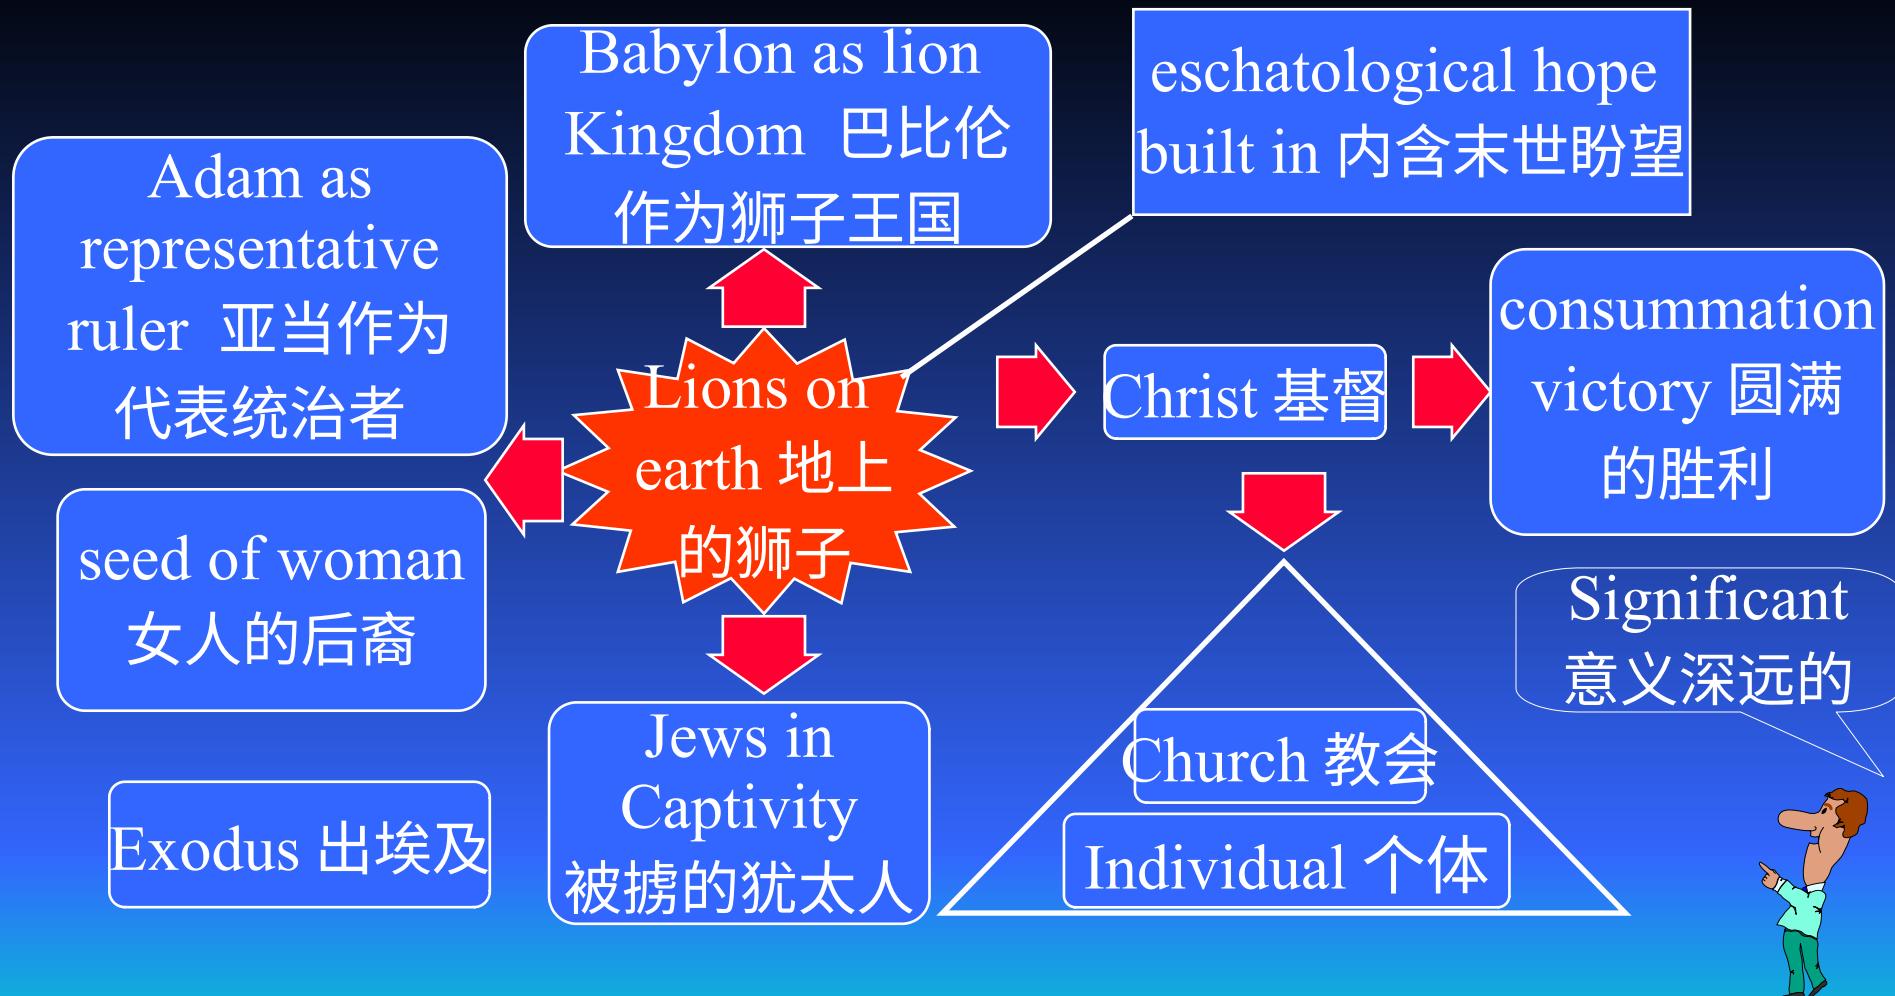 Babylon as lion
Kingdom 巴比伦
作为狮子王国
eschatological hope
built in 内含末世盼望
Adam as
representative
ruler 亚当作为
代表统治者
Lions on
earth 地上
的狮子
Christ 基督
consummation
victory 圆满
的胜利
seed of woman
女人的后裔
Significant
意义深远的
Jews in
Captivity
被掳的犹太人
Church 教会
Individual 个体
Exodus 出埃及